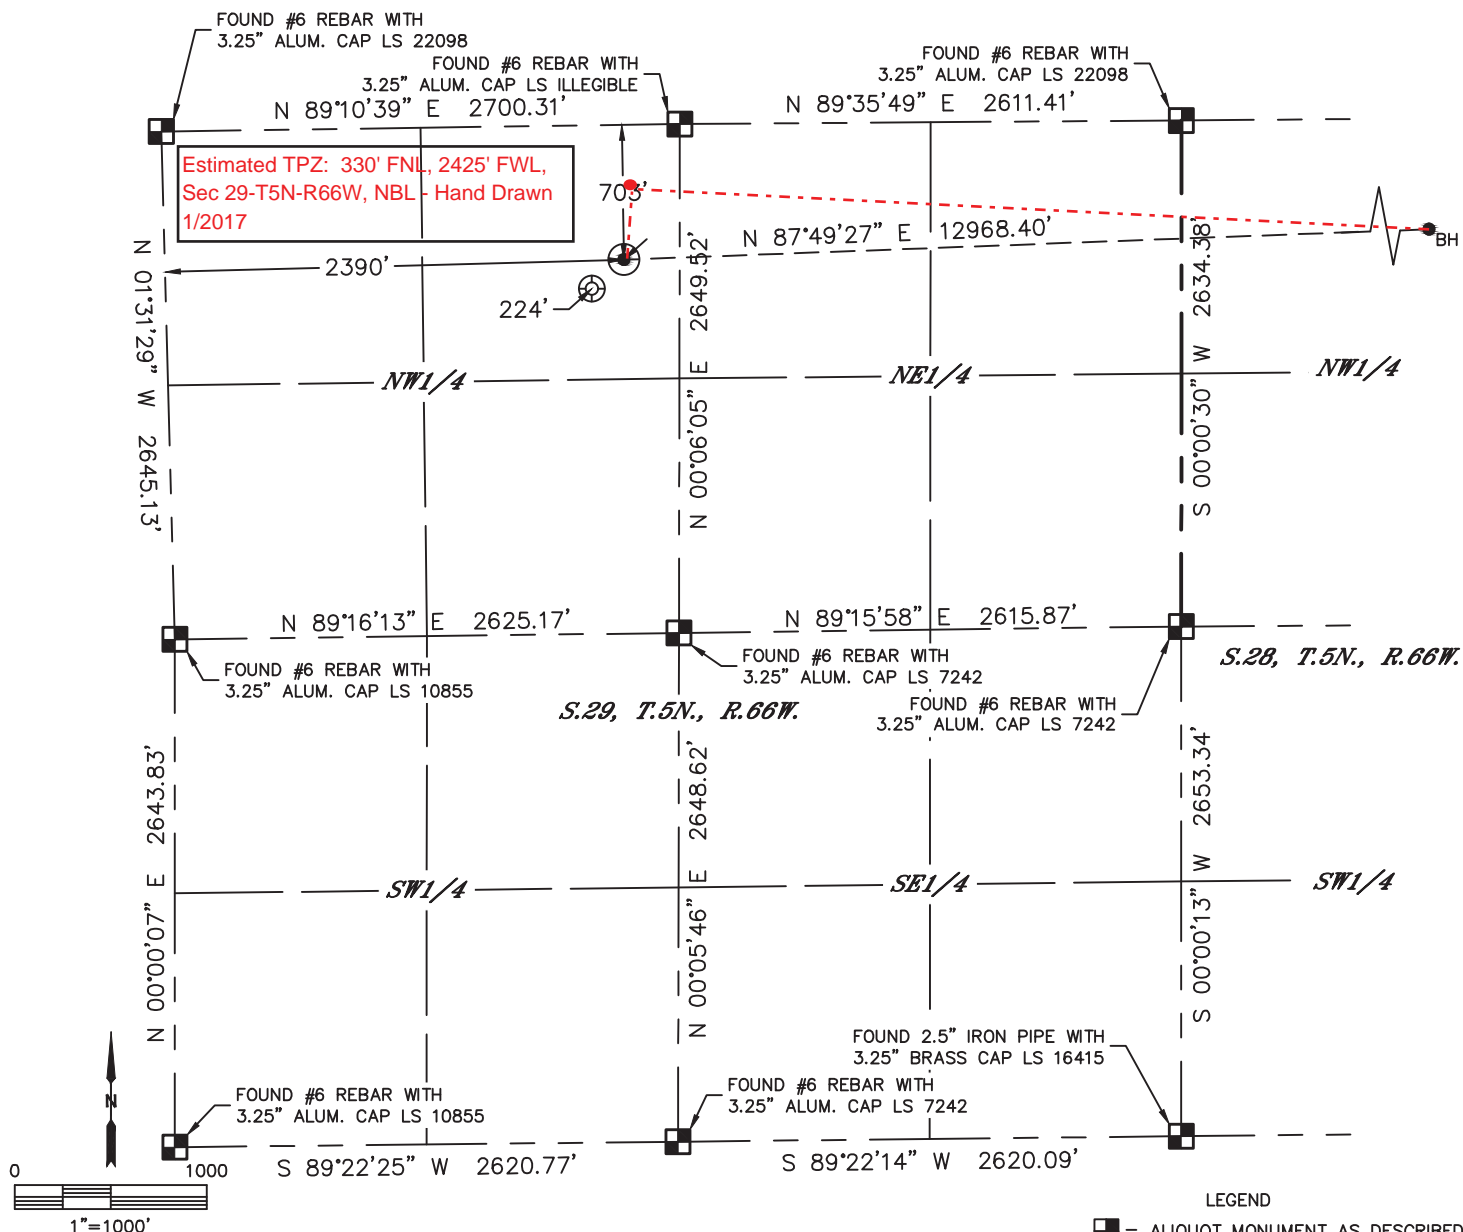 FOUND #6 REBAR WITH
3.25" ALUM. CAP LS 22098
FOUND #6 REBAR WITH
3.25" ALUM. CAP LS ILLEGIBLE
FOUND #6 REBAR WITH
3.25" ALUM. CAP LS 22098
N 89°10'39" E 2700.31'
N 89°35'49" E 2611.41'
Estimated TPZ: 330' FNL, 2425' FWL,
Sec 29-T5N-R66W, NBL - Hand Drawn
1/2017
703'
N 87°49'27" E 12968.40'
BH
2390'
224'
N 01°31'29" W 2645.13'
N 00°06'05" E 2649.52'
S 00°00'30" W 2634.38'
NW1/4
NE1/4
NW1/4
N 89°16'13" E 2625.17'
N 89°15'58" E 2615.87'
FOUND #6 REBAR WITH
3.25" ALUM. CAP LS 10855
FOUND #6 REBAR WITH
3.25" ALUM. CAP LS 7242
FOUND #6 REBAR WITH
3.25" ALUM. CAP LS 7242
S.28, T.5N., R.66W.
S.29, T.5N., R.66W.
N 00°00'07" E 2643.83'
N 00°05'46" E 2648.62'
S 00°00'13" W 2653.34'
SW1/4
SE1/4
SW1/4
FOUND #6 REBAR WITH
3.25" ALUM. CAP LS 10855
FOUND #6 REBAR WITH
3.25" ALUM. CAP LS 7242
FOUND 2.5" IRON PIPE WITH
3.25" BRASS CAP LS 16415
S 89°22'25" W 2620.77'
S 89°22'14" W 2620.09'
N
0 1000
1"=1000'
LEGEND
= ALIQUOT MONUMENT AS DESCRIBED